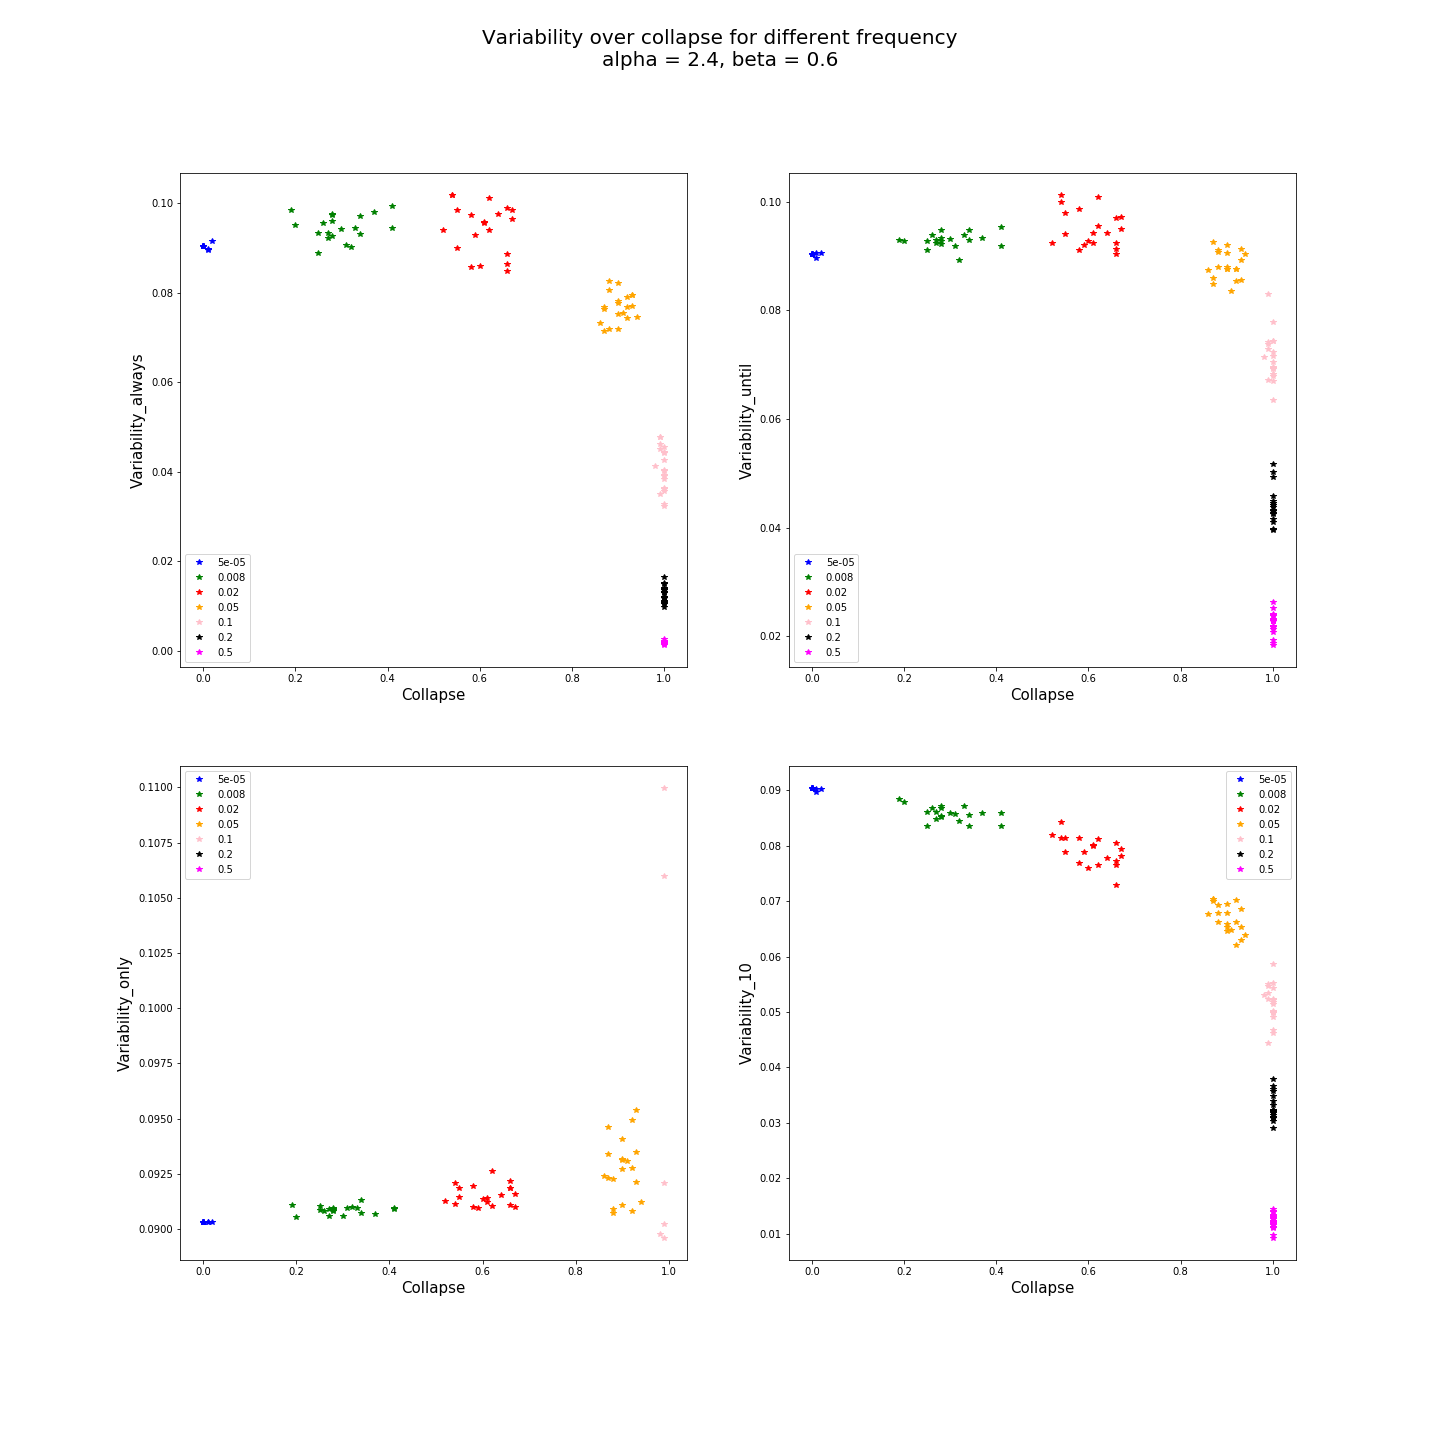 Variability over collapse for different frequency
alpha = 2.4, beta = 0.6
0.10
0.08
0.06
0.04
0.02
0.00
Variability_always
5e-05
0.008
0.02
0.05
0.1
0.2
0.5
0.0 0.2 0.4 0.6 0.8 1.0
Collapse
0.10
0.08
0.06
0.04
0.02
Variability_until
5e-05
0.008
0.02
0.05
0.1
0.2
0.5
0.0 0.2 0.4 0.6 0.8 1.0
Collapse
0.1100
0.1075
0.1050
0.1025
0.1000
0.0975
0.0950
0.0925
0.0900
Variability_only
5e-05
0.008
0.02
0.05
0.1
0.2
0.5
0.0 0.2 0.4 0.6 0.8 1.0
Collapse
0.09
0.08
0.07
0.06
0.05
0.04
0.03
0.02
0.01
Variability_10
5e-05
0.008
0.02
0.05
0.1
0.2
0.5
0.0 0.2 0.4 0.6 0.8 1.0
Collapse